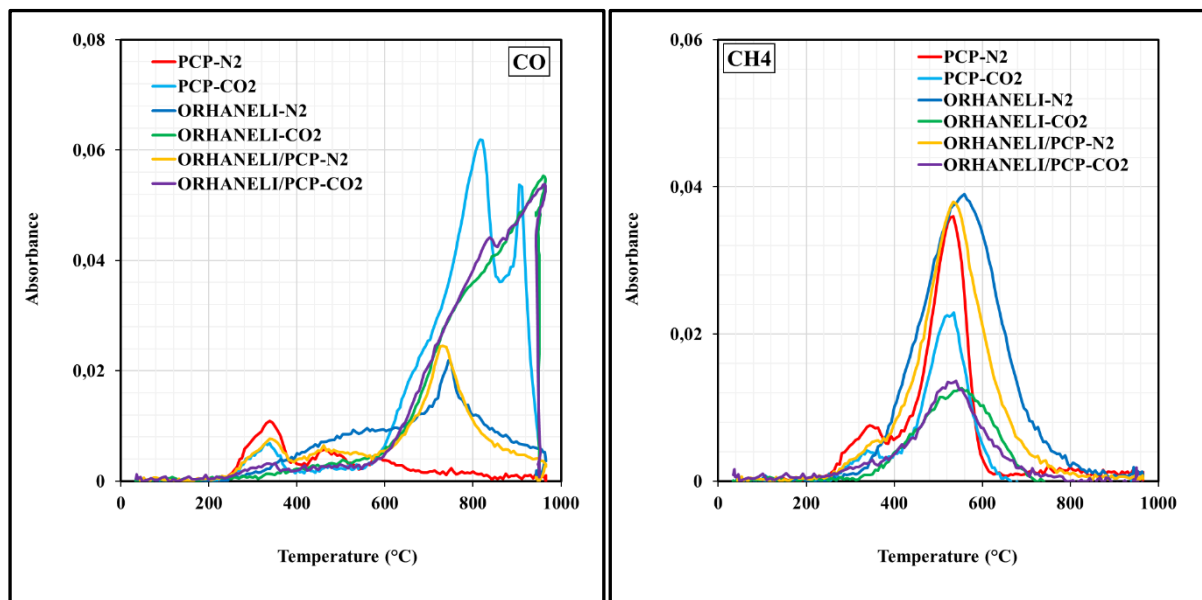 0,08
CO
PCP-N2
PCP-CO2
ORHANELI-N2
ORHANELI-CO2
ORHANELI/PCP-N2
ORHANELI/PCP-CO2
0,06
0,04
0,02
0
Absorbance
0 200 400 600 800 1000
Temperature (°C)
0,06
CH4
PCP-N2
PCP-CO2
ORHANELI-N2
ORHANELI-CO2
ORHANELI/PCP-N2
ORHANELI/PCP-CO2
0,04
0,02
0
Absorbance
0 200 400 600 800 1000
Temperature (°C)